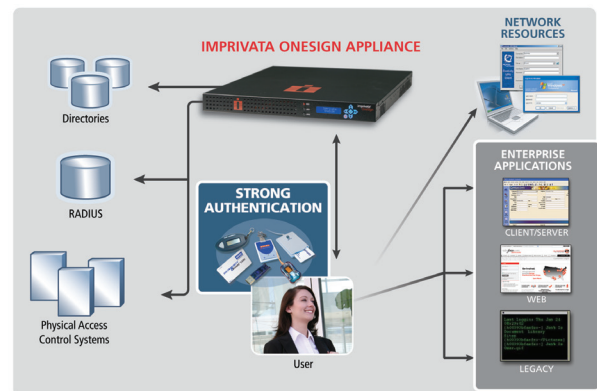 IMPRIVATA ONESIGN APPLIANCE
NETWORK
RESOURCES
Directories
RADIUS
STRONG
AUTHENTICATION
Physical Access
Control Systems
User
ENTERPRISE
APPLICATIONS
CLIENT/SERVER
WEB
LEGACY